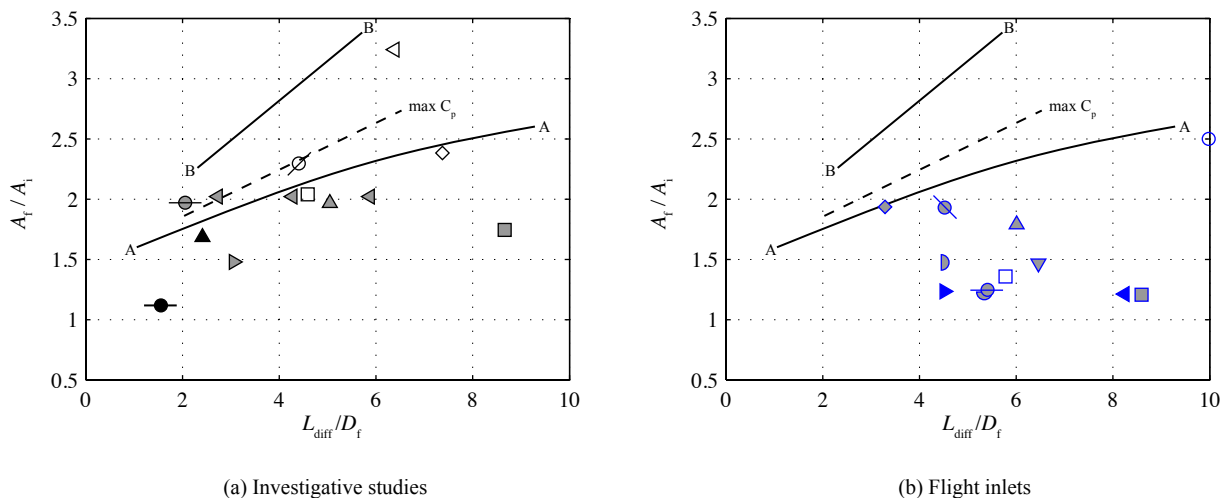 3.5
3
2.5
2
1.5
1
0.5
A_f / A_i
B
B
max C_p
A
A
0 2 4 6 8 10
L_diff/D_f
(a) Investigative studies
3.5
3
2.5
2
1.5
1
0.5
A_f / A_i
B
B
max C_p
A
A
0 2 4 6 8 10
L_diff/D_f
(b) Flight inlets